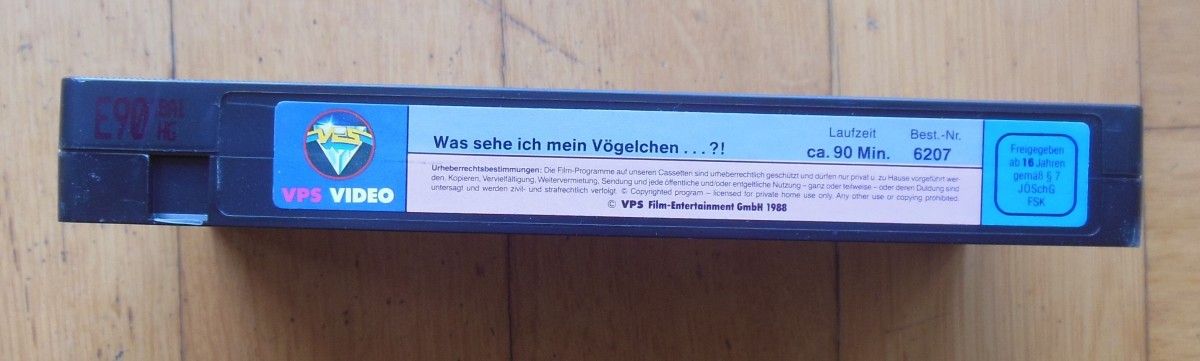 E90 BAL
HG
VPS
VPS VIDEO
Was sehe ich mein Vögelchen . . . ?!
Laufzeit
ca. 90 Min.
Best.-Nr.
6207
Urheberrechtsbestimmungen: Die Film-Programme auf unseren Cassetten sind urheberrechtlich geschützt und dürfen nur privat u. zu Hause vorgeführt wer-
den. Kopieren, Vervielfältigung, Weitervermietung, Sendung und jede öffentliche und/oder entgeltliche Nutzung – ganz oder teilweise – oder deren Duldung sind
untersagt und werden zivil- und strafrechtlich verfolgt. © Copyrighted program – licensed for private home use only. Any other use or copying prohibited.
© VPS Film-Entertainment GmbH 1988
Freigegeben
ab 16 Jahren
gemäß § 7
JÖSchG
FSK